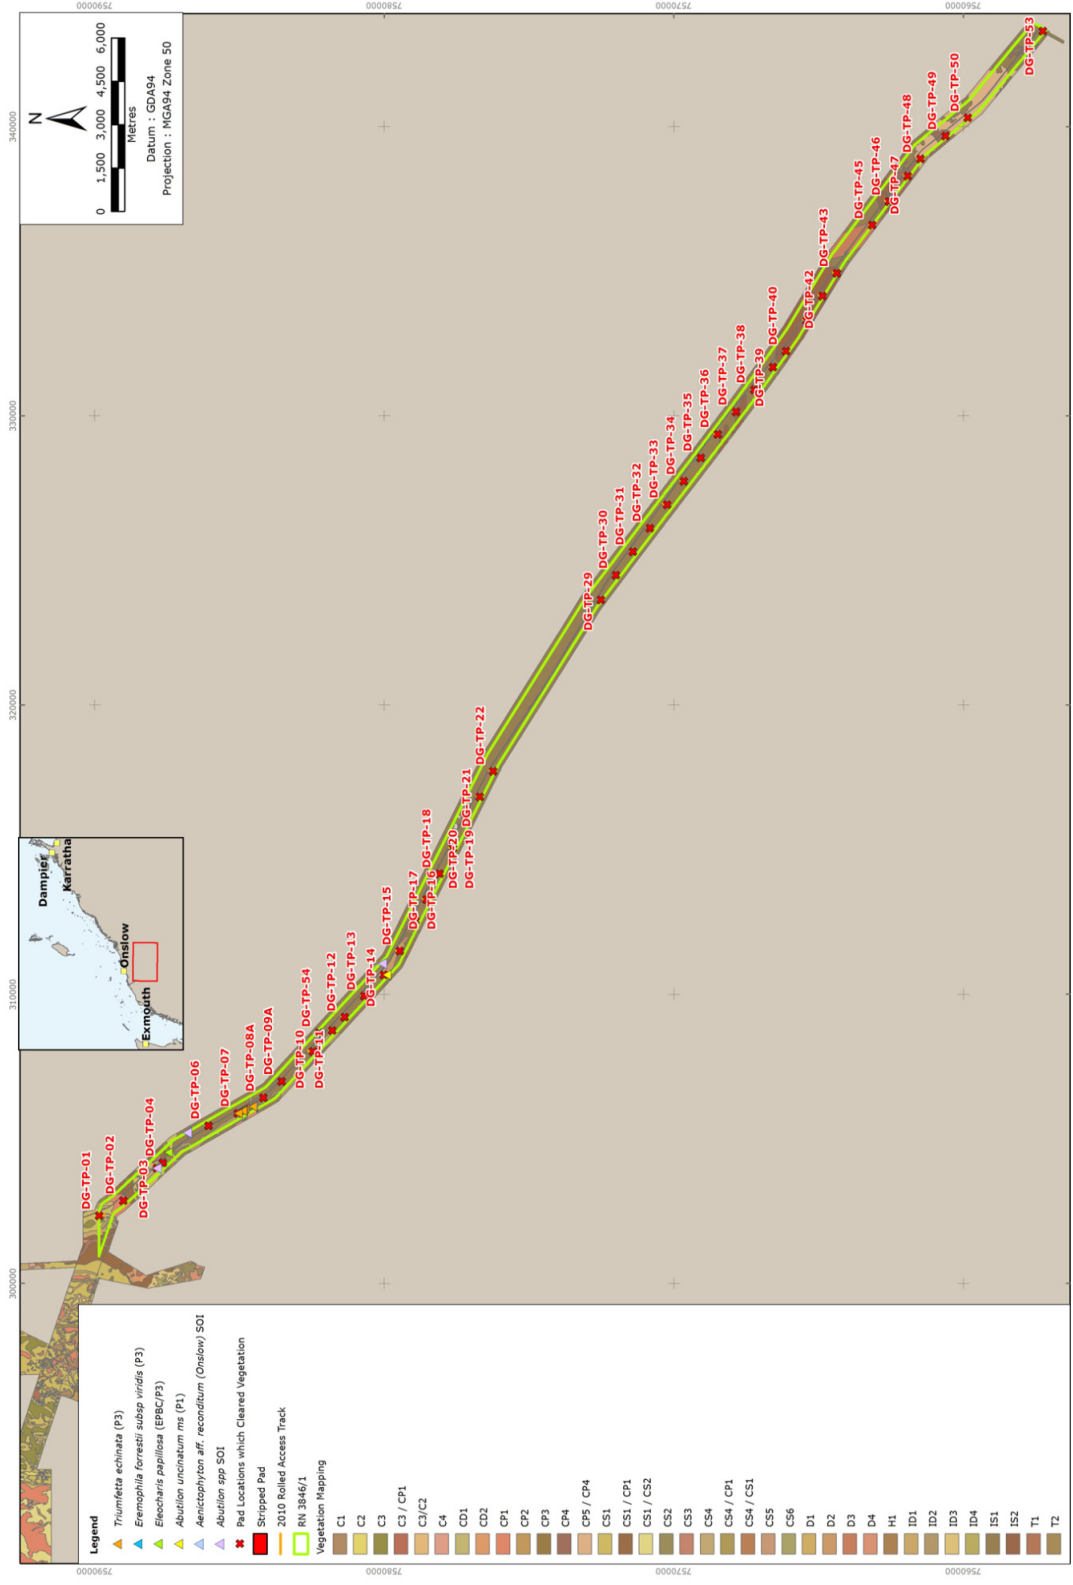 N
0 1,500 3,000 4,500 6,000
Metres
Datum : GDA94
Projection : MGA94 Zone 50
Dampier
Karratha
Onslow
Exmouth
300000
310000
320000
330000
340000
7590000
7580000
7570000
7560000
7590000
7580000
7570000
7560000
DG-TP-01
DG-TP-02
DG-TP-03
DG-TP-04
DG-TP-06
DG-TP-07
DG-TP-08A
DG-TP-09A
DG-TP-10
DG-TP-11
DG-TP-54
DG-TP-12
DG-TP-13
DG-TP-14
DG-TP-15
DG-TP-17
DG-TP-16
DG-TP-18
DG-TP-20
DG-TP-19
DG-TP-21
DG-TP-22
DG-TP-29
DG-TP-30
DG-TP-31
DG-TP-32
DG-TP-33
DG-TP-34
DG-TP-35
DG-TP-36
DG-TP-37
DG-TP-38
DG-TP-39
DG-TP-40
DG-TP-42
DG-TP-43
DG-TP-45
DG-TP-46
DG-TP-47
DG-TP-48
DG-TP-49
DG-TP-50
DG-TP-53
Legend
Triumfetta echinata (P3)
Eremophila forrestii subsp viridis (P3)
Eleocharis papillosa (EPBC/P3)
Abutilon uncinatum ms (P1)
Aenictophyton aff. reconditum (Onslow) SOI
Abutilon spp SOI
Pad Locations which Cleared Vegetation
Stripped Pad
2010 Rolled Access Track
RN 3846/1
Vegetation Mapping
C1
C2
C3
C3 / CP1
C3/C2
C4
CD1
CD2
CP1
CP2
CP3
CP4
CP5 / CP4
CS1
CS1 / CP1
CS1 / CS2
CS2
CS3
CS4
CS4 / CP1
CS4 / CS1
CS5
CS6
D1
D2
D3
D4
H1
ID1
ID2
ID3
ID4
IS1
IS2
T1
T2